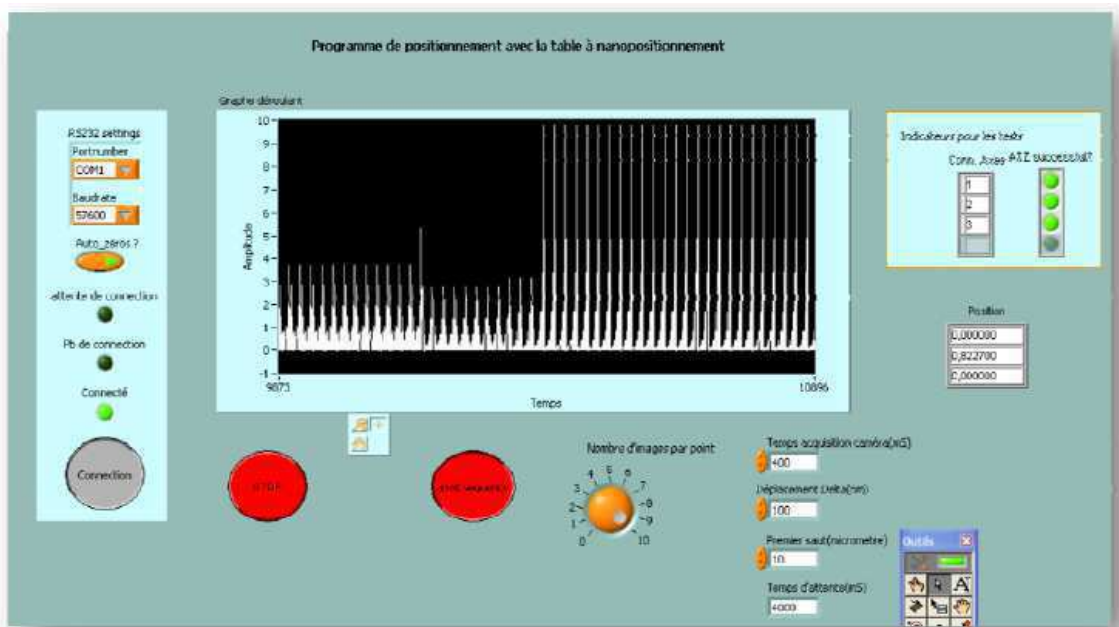 Programme de positionnement avec la table à nanopositionnement
Graphe déroulant
RS232 settings
Portnumber
COM1
Baudrate
57600
Auto_zéros ?
attente de connection
Pb de connection
Connecté
Connection
Amplitude
10
9
8
7
6
5
4
3
2
1
0
-1
9873
10896
Temps
Indicateurs pour les tests
Conn. Axes
ATZ successful?
1
2
3
Position
0,000000
0,822700
0,000000
STOP
Nombre d'images par point
0
1
2
3
4
5
6
7
8
9
10
Temps acquisition caméra(mS)
400
Déplacement Delta(nm)
100
Premier saut(micrometre)
10
Temps d'attente(mS)
4000
Outils
A